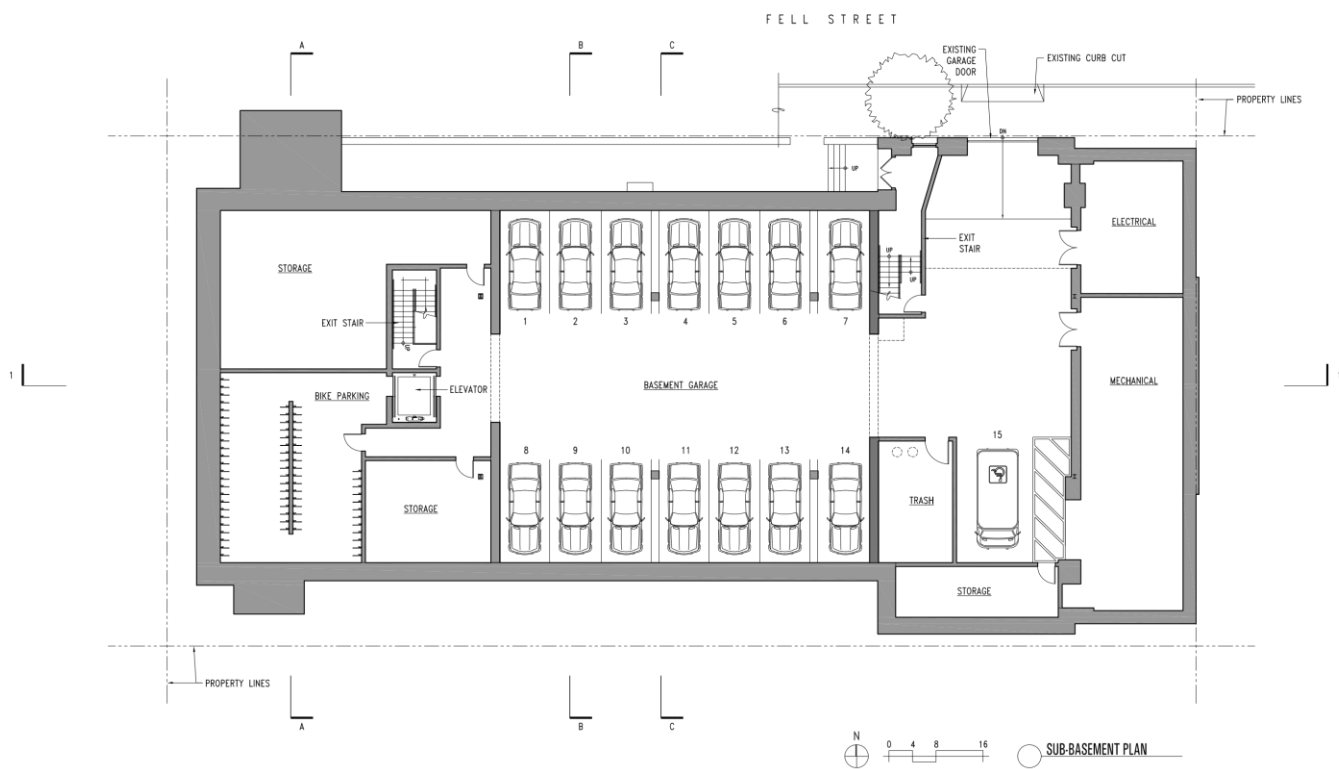 FELL STREET
A
B
C
EXISTING
GARAGE
DOOR
EXISTING CURB CUT
PROPERTY LINES
DN
UP
ELECTRICAL
STORAGE
EXIT
STAIR
UP
UP
EXIT STAIR
1
2
3
4
5
6
7
1
1
ELEVATOR
BIKE PARKING
BASEMENT GARAGE
MECHANICAL
8
9
10
11
12
13
14
15
STORAGE
TRASH
STORAGE
PROPERTY LINES
A
B
C
N
0 4 8 16
SUB-BASEMENT PLAN